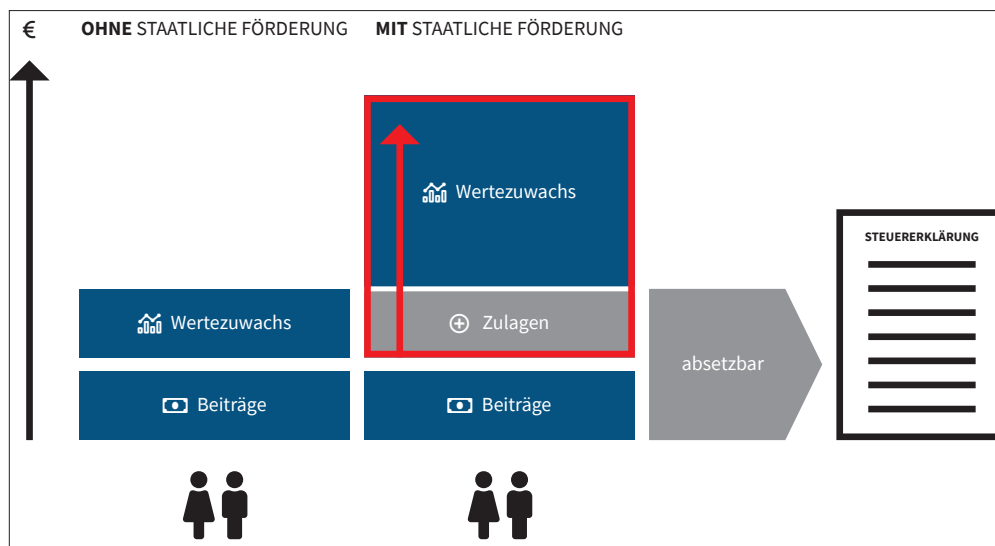 €
OHNE STAATLICHE FÖRDERUNG
MIT STAATLICHE FÖRDERUNG
Wertezuwachs
Beiträge
Wertezuwachs
Zulagen
Beiträge
absetzbar
STEUERERKLÄRUNG